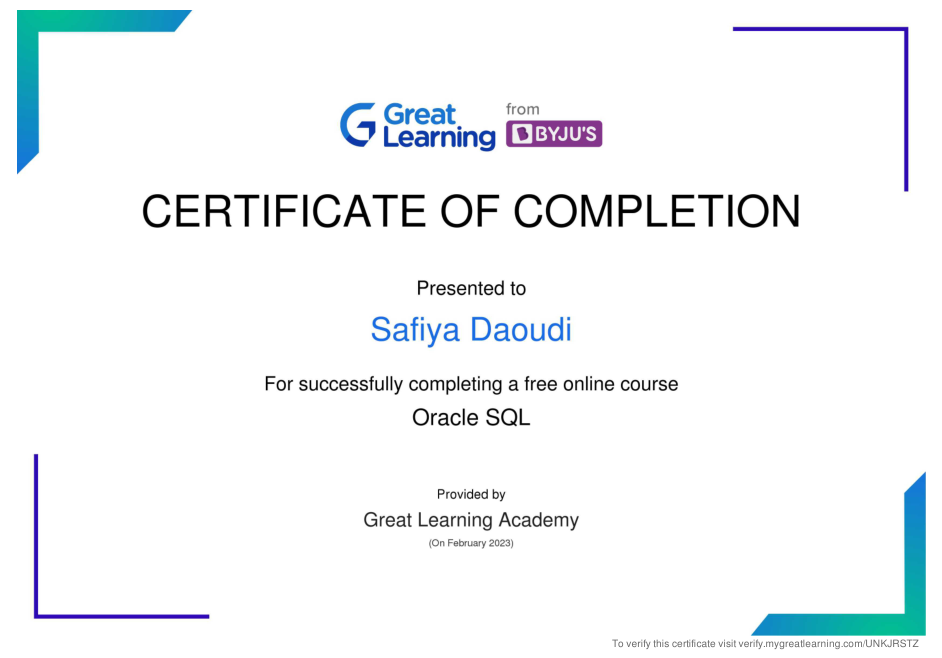 Great
Learning
from
BYJU'S
CERTIFICATE OF COMPLETION
Presented to
Safiya Daoudi
For successfully completing a free online course
Oracle SQL
Provided by
Great Learning Academy
(On February 2023)
To verify this certificate visit verify.mygreatlearning.com/UNKJRSTZ